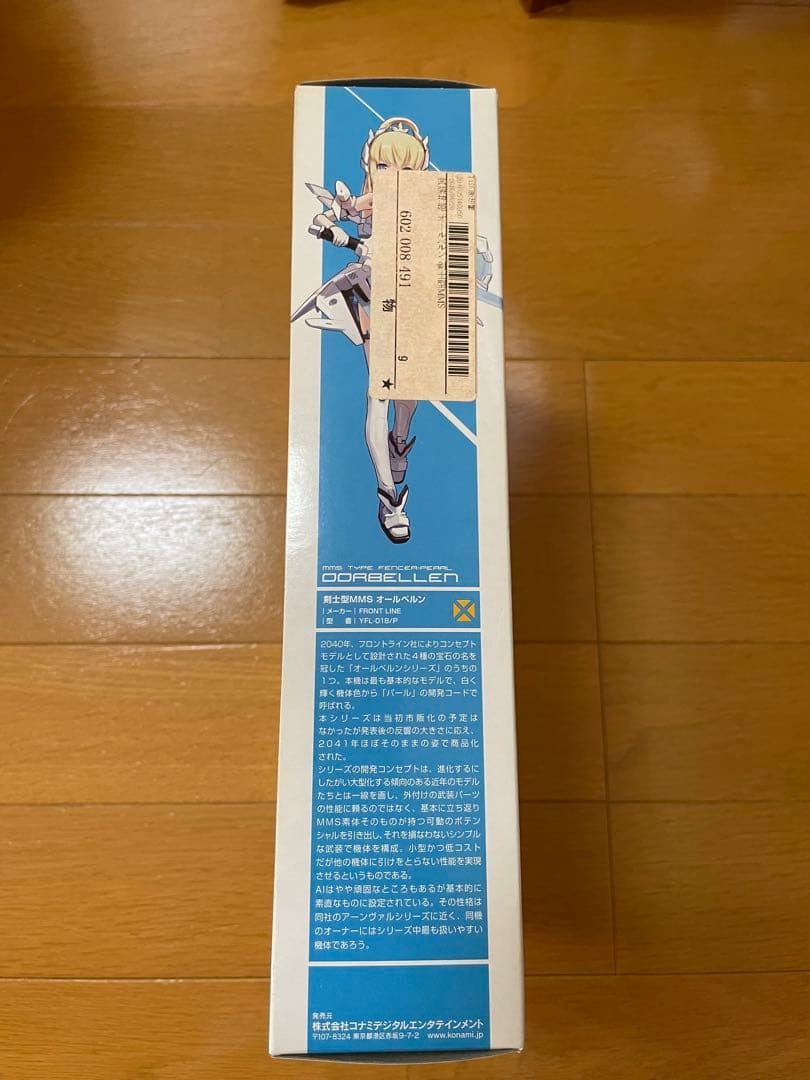 602 008 491
物
9
★
MMS TYPE FENCER:PEARL
OORBELLEN
剣士型MMS オールベルン
|メーカー| FRONT LINE
|型 番| YFL-018/P
2040年、フロントライン社によりコンセプト
モデルとして設計された4種の宝石の名を
冠した「オールベルンシリーズ」のうちの
1つ。本機は最も基本的なモデルで、白く
輝く機体色から「パール」の開発コードで
呼ばれる。
本シリーズは当初市販化の予定は
なかったが発表後の反響の大きさに応え、
2041年ほぼそのままの姿で商品化
された。
シリーズの開発コンセプトは、進化するに
したがい大型化する傾向のある近年のモデル
たちとは一線を画し、外付けの武装パーツ
の性能に頼るのではなく、基本に立ち返り
MMS素体そのものが持つ可動のポテン
シャルを引き出し、それを損なわないシンプル
な武装で機体を構成。小型かつ低コスト
だが他の機体に引けをとらない性能を実現
させるというものである。
AIはやや頑固なところもあるが基本的に
素直なものに設定されている。その性格は
同社のアーンヴァルシリーズに近く、同機
のオーナーにはシリーズ中最も扱いやすい
機体であろう。
発売元
株式会社コナミデジタルエンタテインメント
〒107-8324 東京都港区赤坂9-7-2 www.konami.jp/